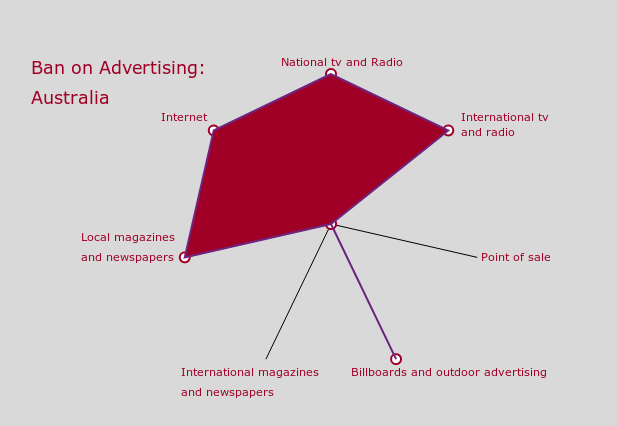 Ban on Advertising:
Australia
National tv and Radio
Internet
International tv
and radio
Local magazines
and newspapers
Point of sale
International magazines
and newspapers
Billboards and outdoor advertising